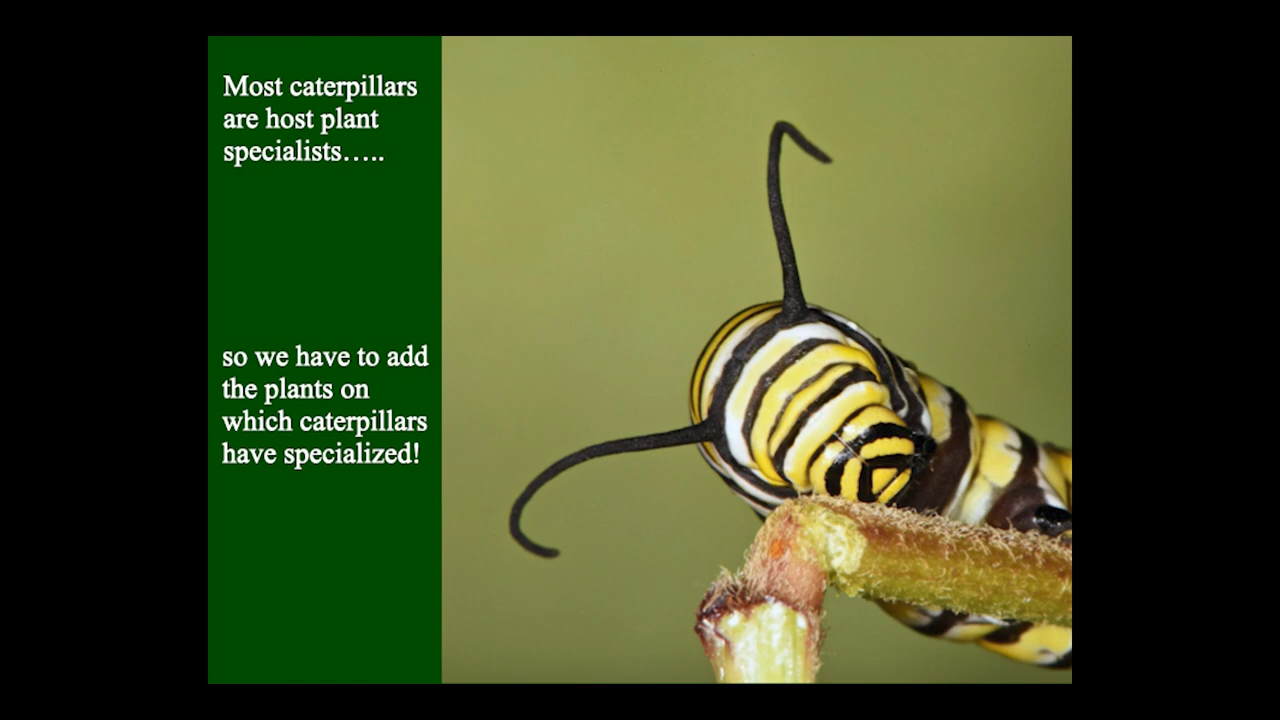 Most caterpillars
are host plant
specialists…..
so we have to add
the plants on
which caterpillars
have specialized!